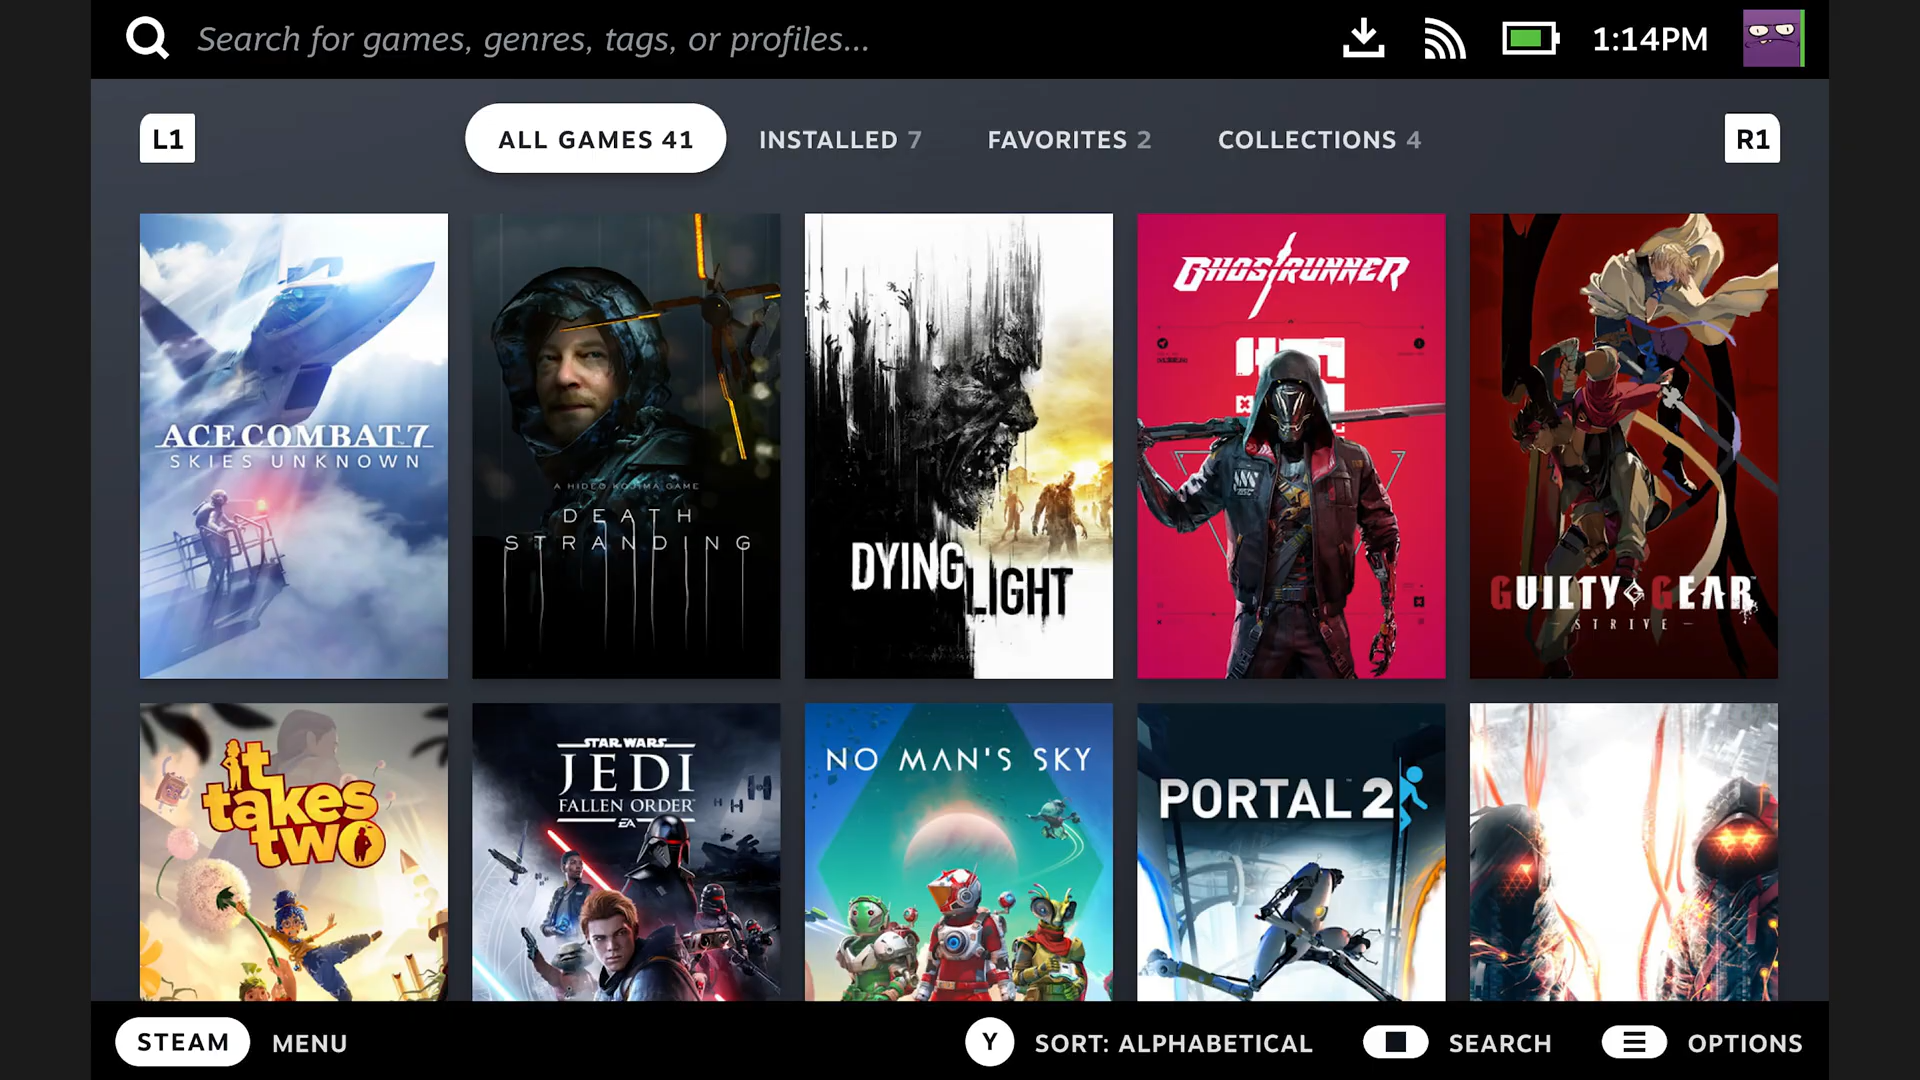 Search for games, genres, tags, or profiles...
1:14PM
L1
ALL GAMES 41
INSTALLED 7
FAVORITES 2
COLLECTIONS 4
R1
ACE COMBAT 7
SKIES UNKNOWN
A HIDEO KOJIMA GAME
DEATH
STRANDING
DYING
LIGHT
GHOSTRUNNER
GUILTY GEAR
STRIVE
it
takes
two
STAR WARS
JEDI
FALLEN ORDER
EA
NO MAN'S SKY
PORTAL 2
STEAM
MENU
Y
SORT: ALPHABETICAL
SEARCH
OPTIONS